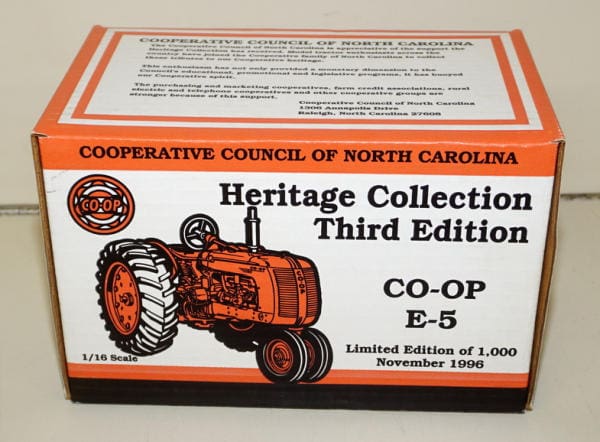 COOPERATIVE COUNCIL OF NORTH CAROLINA
The Cooperative Council of North Carolina is appreciative of the support the
Heritage Collection has received. Model tractor enthusiasts across the
country have joined the Cooperative family of North Carolina to collect
these tributes to our Cooperative heritage.
This enthusiasm has not only provided a monetary dimension to the
Council's educational, promotional and legislative programs, it has buoyed
our Cooperative spirit.
The purchasing and marketing cooperatives, farm credit associations, rural
electric and telephone cooperatives and other cooperative groups are
stronger because of this support.
Cooperative Council of North Carolina
1306 Annapolis Drive
Raleigh, North Carolina 27608
COOPERATIVE COUNCIL OF NORTH CAROLINA
CO-OP
Heritage Collection
Third Edition
CO-OP
E-5
1/16 Scale
Limited Edition of 1,000
November 1996